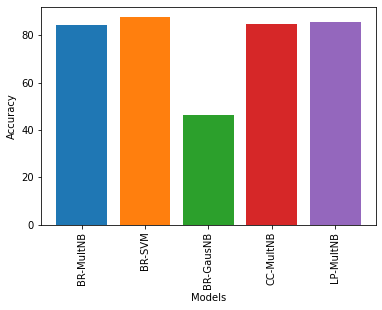 80
60
40
20
0
Accuracy
BR-MultNB
BR-SVM
BR-GausNB
CC-MultNB
LP-MultNB
Models